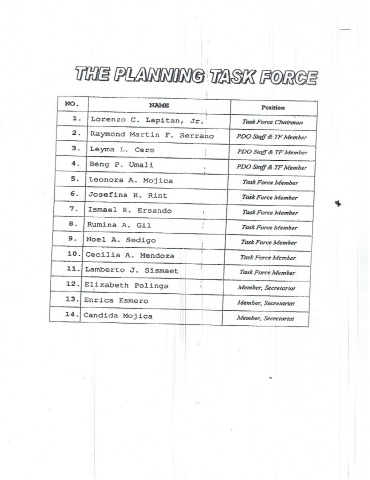 THE PLANNING TASK FORCE
NO. NAME Position
1. Lorenzo C. Lapitan, Jr. Task Force Chairman
2. Raymond Martin F. Serrano PDO Staff & TF Member
3. Layma L. Cero PDO Staff & TF Member
4. Beng P. Umali PDO Staff & TF Member
5. Leonora A. Mojica Task Force Member
6. Josefina R. Rint Task Force Member
7. Ismael R. Ersando Task Force Member
8. Rumina A. Gil Task Force Member
9. Noel A. Sedigo Task Force Member
10. Cecilia A. Mendoza Task Force Member
11. Lamberto J. Sismaet Task Force Member
12. Elizabeth Polinga Member, Secretariat
13. Enrica Esmero Member, Secretariat
14. Candida Mojica Member, Secretariat